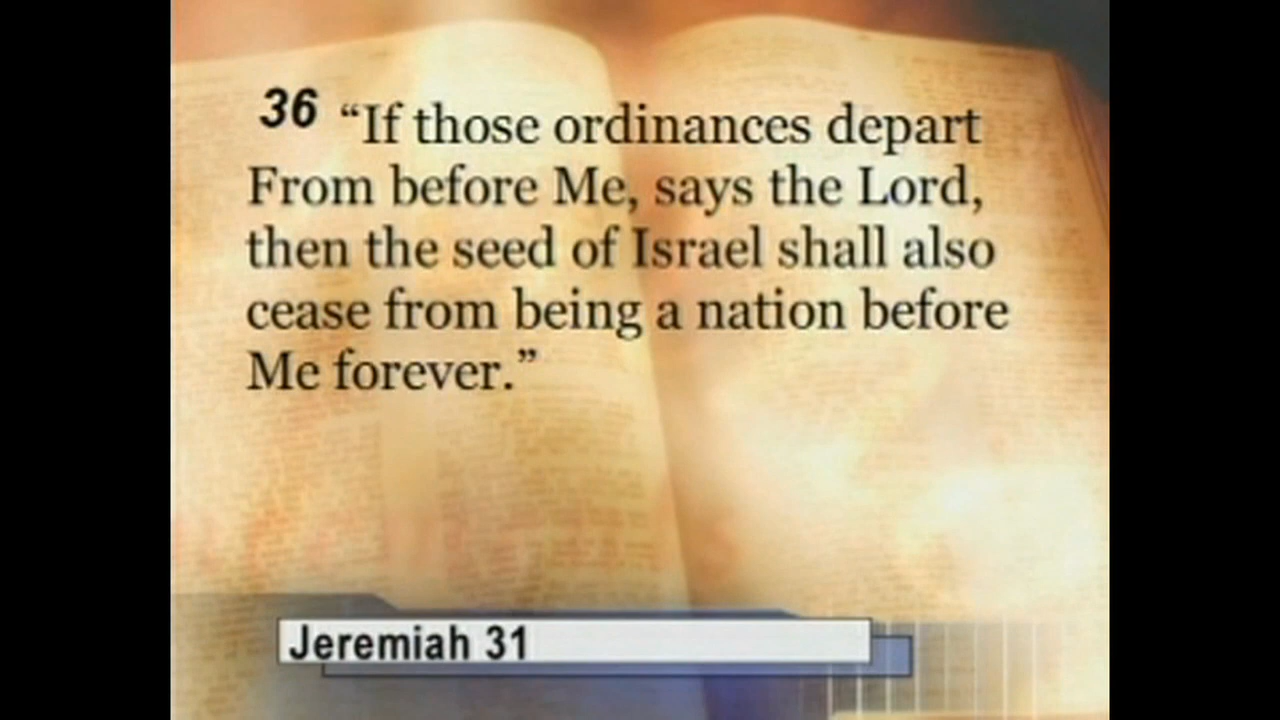 36 “If those ordinances depart
From before Me, says the Lord,
then the seed of Israel shall also
cease from being a nation before
Me forever.”
Jeremiah 31